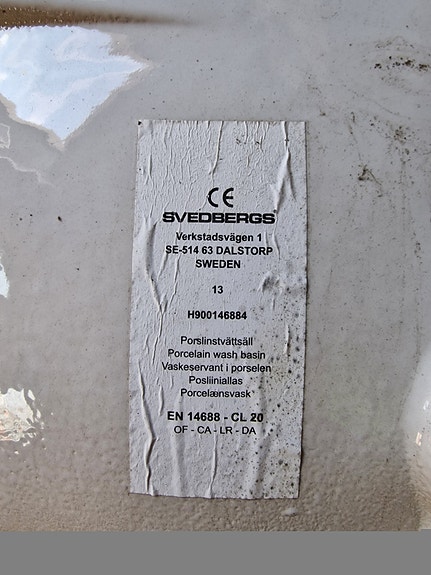 CE
SVEDBERGS
Verkstadsvägen 1
SE-514 63 DALSTORP
SWEDEN
13
H900146884
Porslinstvättsäll
Porcelain wash basin
Vaskeservant i porselen
Posliiniallas
Porcelænsvask
EN 14688 - CL 20
OF - CA - LR - DA